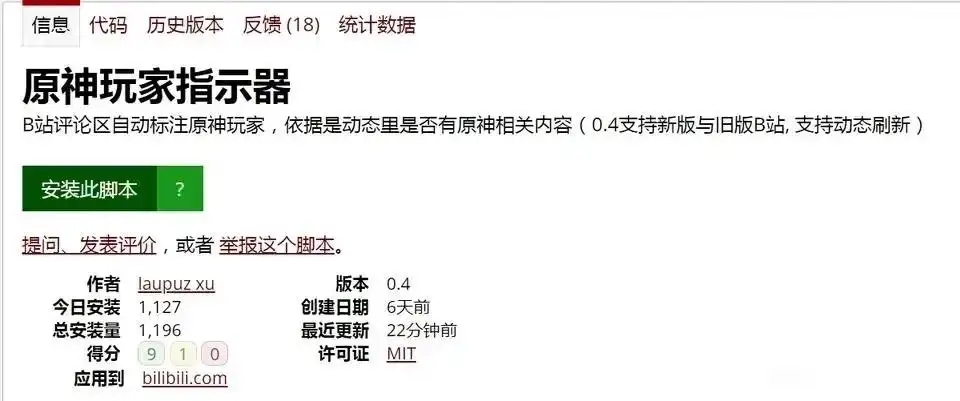 信息 代码 历史版本 反馈 (18) 统计数据
原神玩家指示器
B站评论区自动标注原神玩家，依据是动态里是否有原神相关内容（0.4支持新版与旧版B站, 支持动态刷新）
安装此脚本 ?
提问、发表评价，或者 举报这个脚本。
作者 laupuz xu 版本 0.4
今日安装 1,127 创建日期 6天前
总安装量 1,196 最近更新 22分钟前
得分 9 1 0 许可证 MIT
应用到 bilibili.com